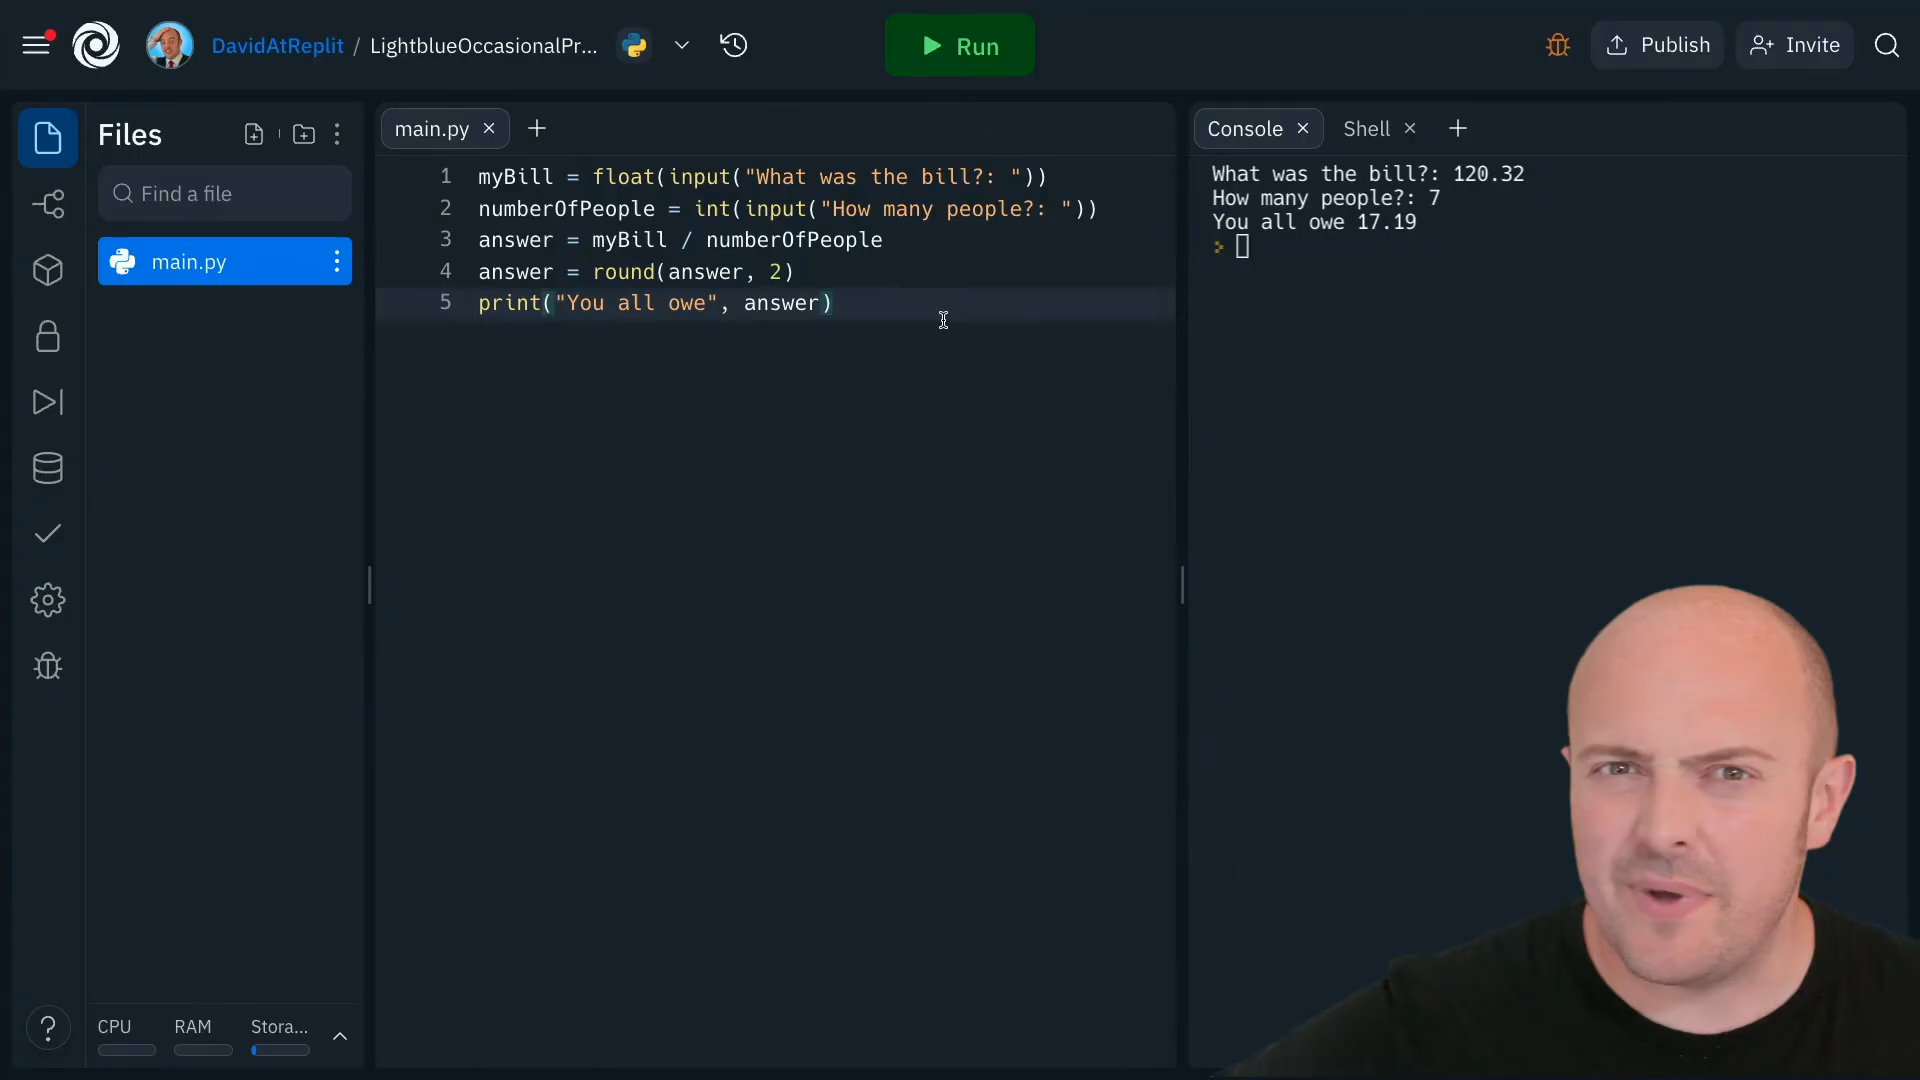 DavidAtReplit / LightblueOccasionalPr...
Run
Publish
Invite
Files
Find a file
main.py
CPU
RAM
Stora...
main.py
1 myBill = float(input("What was the bill?: "))
2 numberOfPeople = int(input("How many people?: "))
3 answer = myBill / numberOfPeople
4 answer = round(answer, 2)
5 print("You all owe", answer)
Console
Shell
What was the bill?: 120.32
How many people?: 7
You all owe 17.19